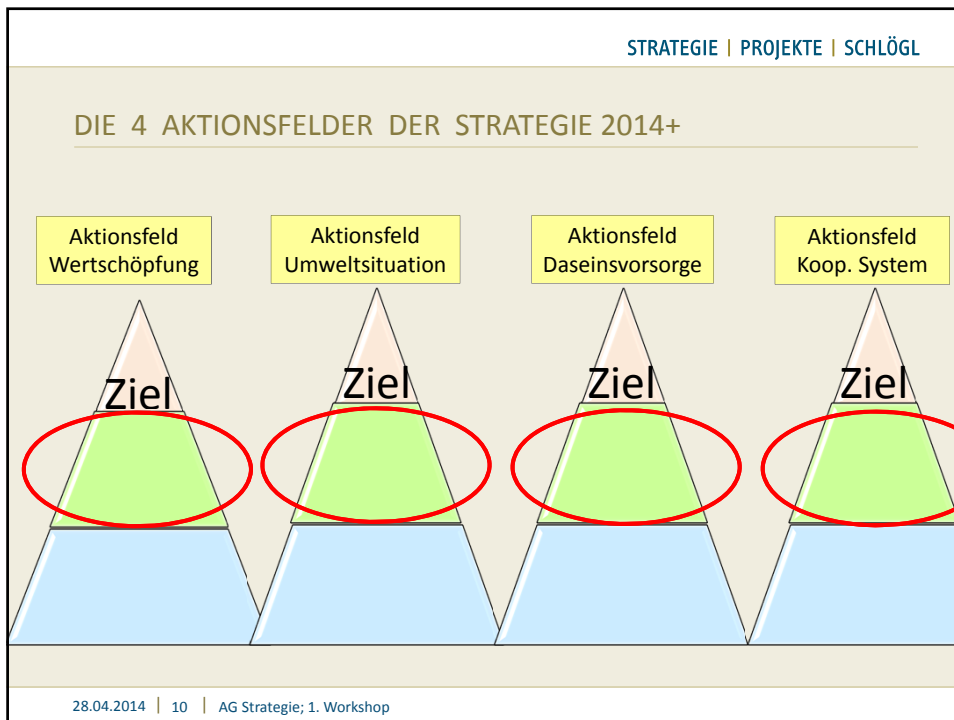 STRATEGIE | PROJEKTE | SCHLÖGL
DIE 4 AKTIONSFELDER DER STRATEGIE 2014+
Aktionsfeld
Wertschöpfung
Aktionsfeld
Umweltsituation
Aktionsfeld
Daseinsvorsorge
Aktionsfeld
Koop. System
Ziel
Ziel
Ziel
Ziel
28.04.2014 | 10 | AG Strategie; 1. Workshop